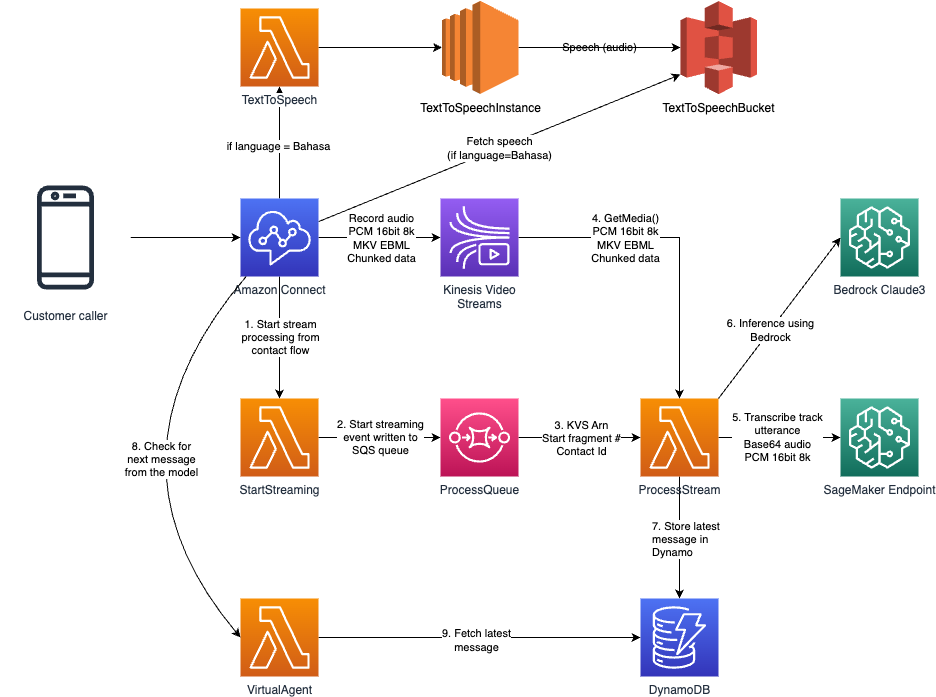 TextToSpeech
TextToSpeechInstance
Speech (audio)
TextToSpeechBucket
if language = Bahasa
Fetch speech
(if language=Bahasa)
Customer caller
Amazon Connect
Record audio
PCM 16bit 8k
MKV EBML
Chunked data
Kinesis Video
Streams
4. GetMedia()
PCM 16bit 8k
MKV EBML
Chunked data
Bedrock Claude3
1. Start stream
processing from
contact flow
6. Inference using
Bedrock
StartStreaming
2. Start streaming
event written to
SQS queue
ProcessQueue
3. KVS Arn
Start fragment #
Contact Id
ProcessStream
5. Transcribe track
utterance
Base64 audio
PCM 16bit 8k
SageMaker Endpoint
8. Check for
next message
from the model
7. Store latest
message in
Dynamo
VirtualAgent
9. Fetch latest
message
DynamoDB